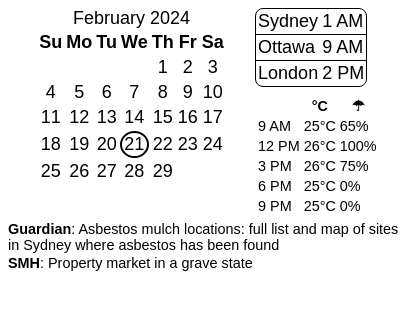 February 2024
Su Mo Tu We Th Fr Sa
1 2 3
4 5 6 7 8 9 10
11 12 13 14 15 16 17
18 19 20 21 22 23 24
25 26 27 28 29
Sydney 1 AM
Ottawa 9 AM
London 2 PM
°C ☂
9 AM 25°C 65%
12 PM 26°C 100%
3 PM 26°C 75%
6 PM 25°C 0%
9 PM 25°C 0%
Guardian: Asbestos mulch locations: full list and map of sites
in Sydney where asbestos has been found
SMH: Property market in a grave state